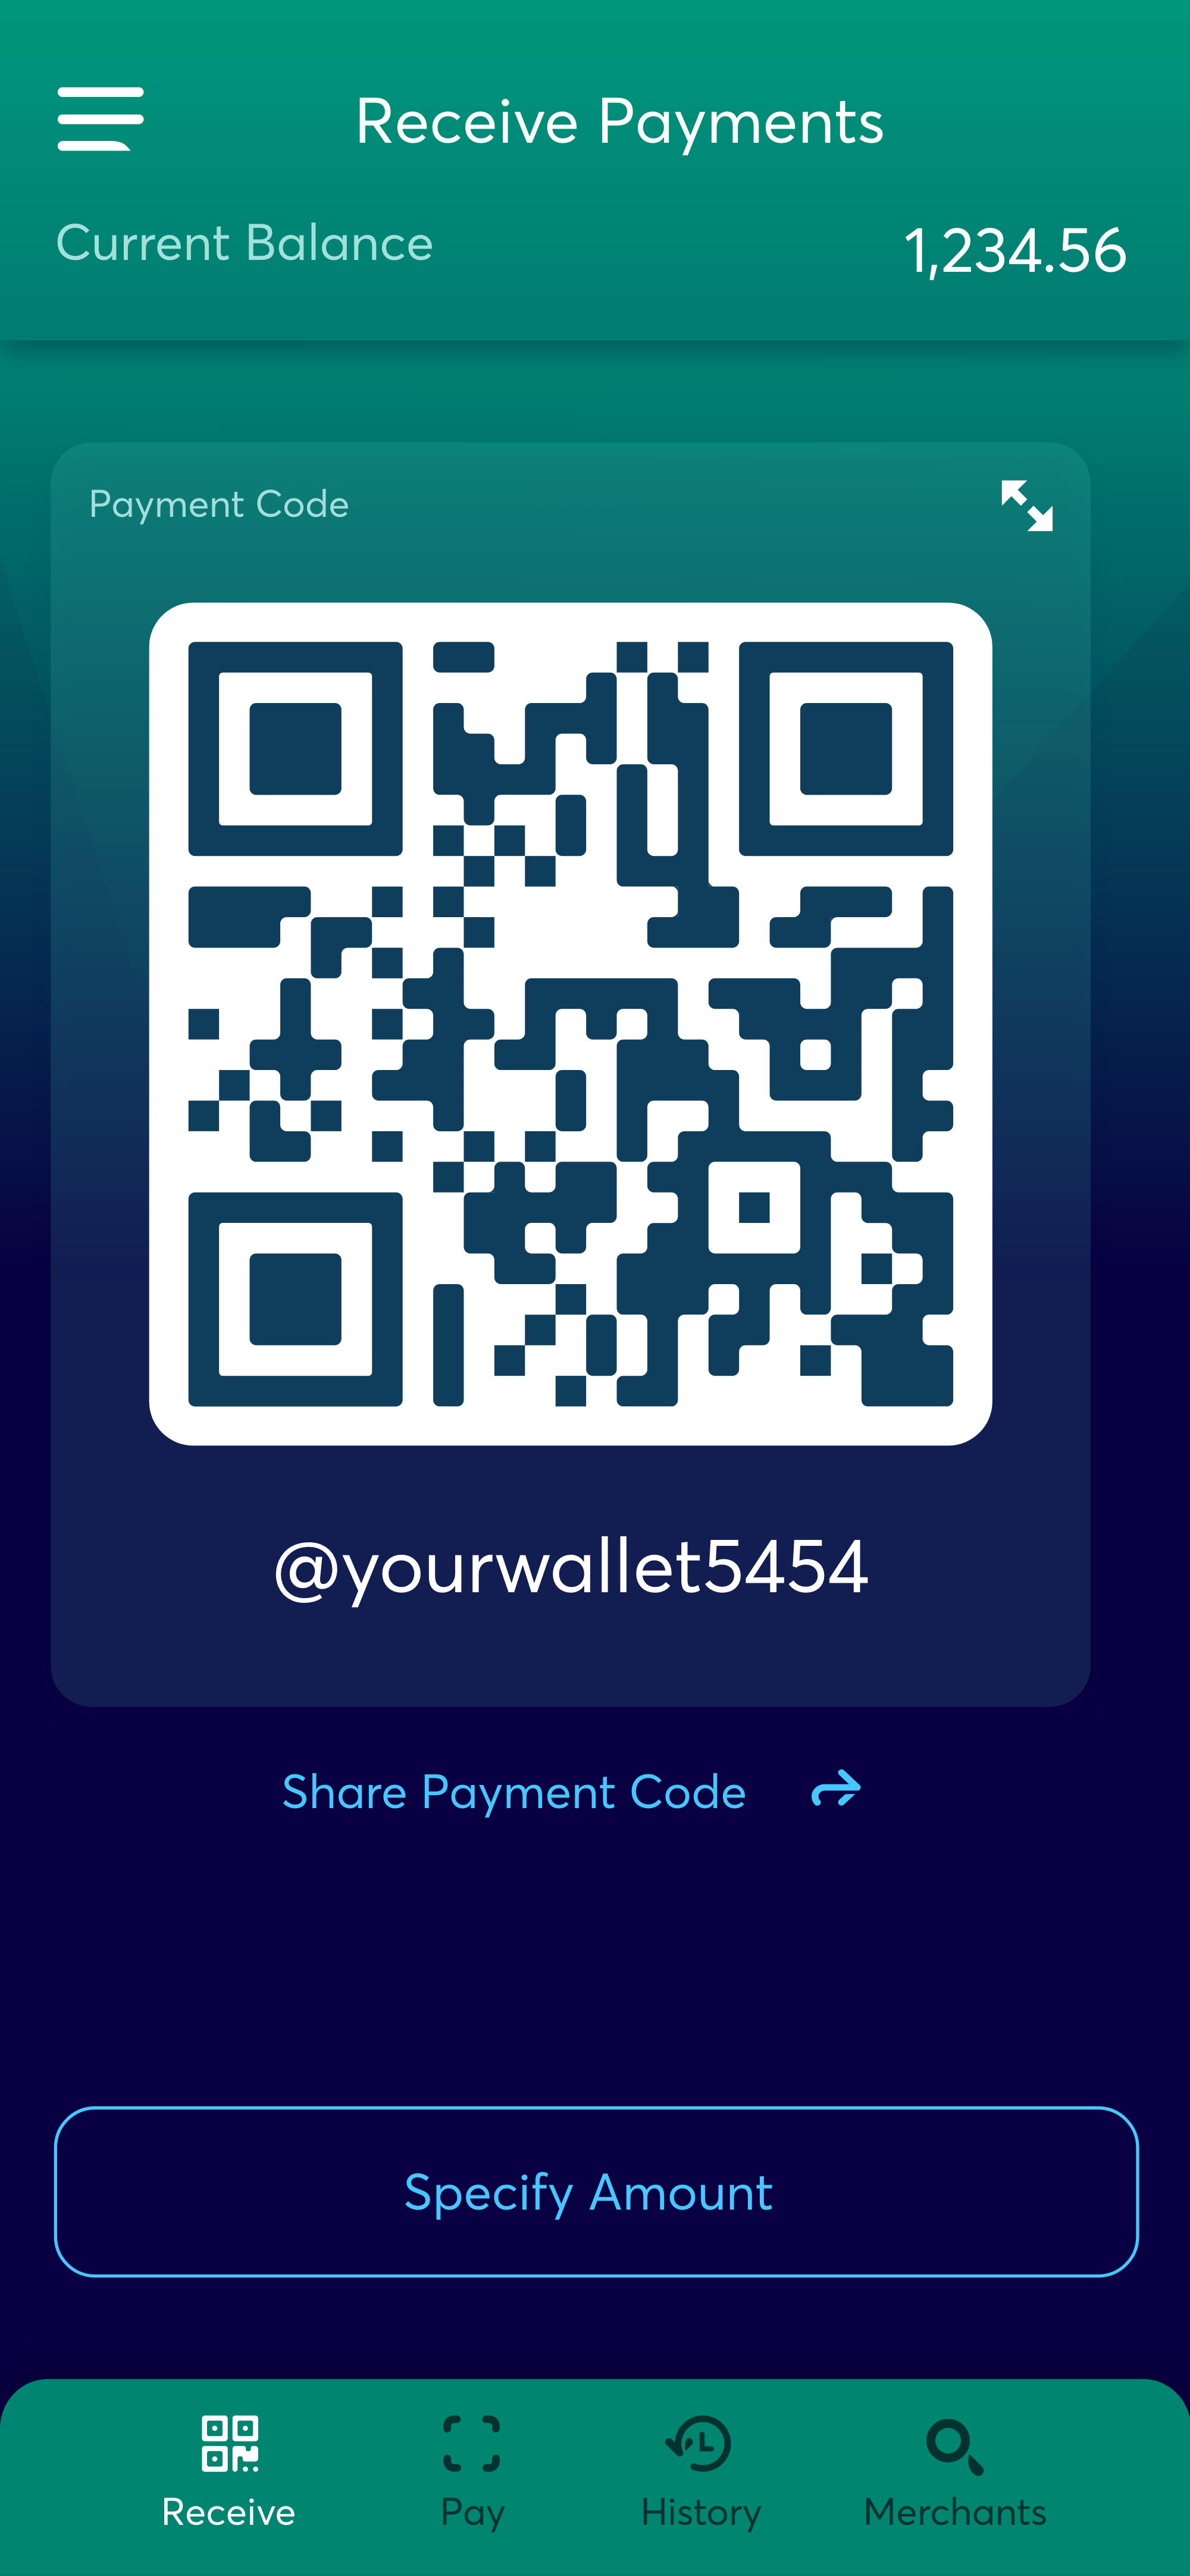 Receive Payments
Current Balance
1,234.56
Payment Code
@yourwallet5454
Share Payment Code
Specify Amount
Receive
Pay
History
Merchants